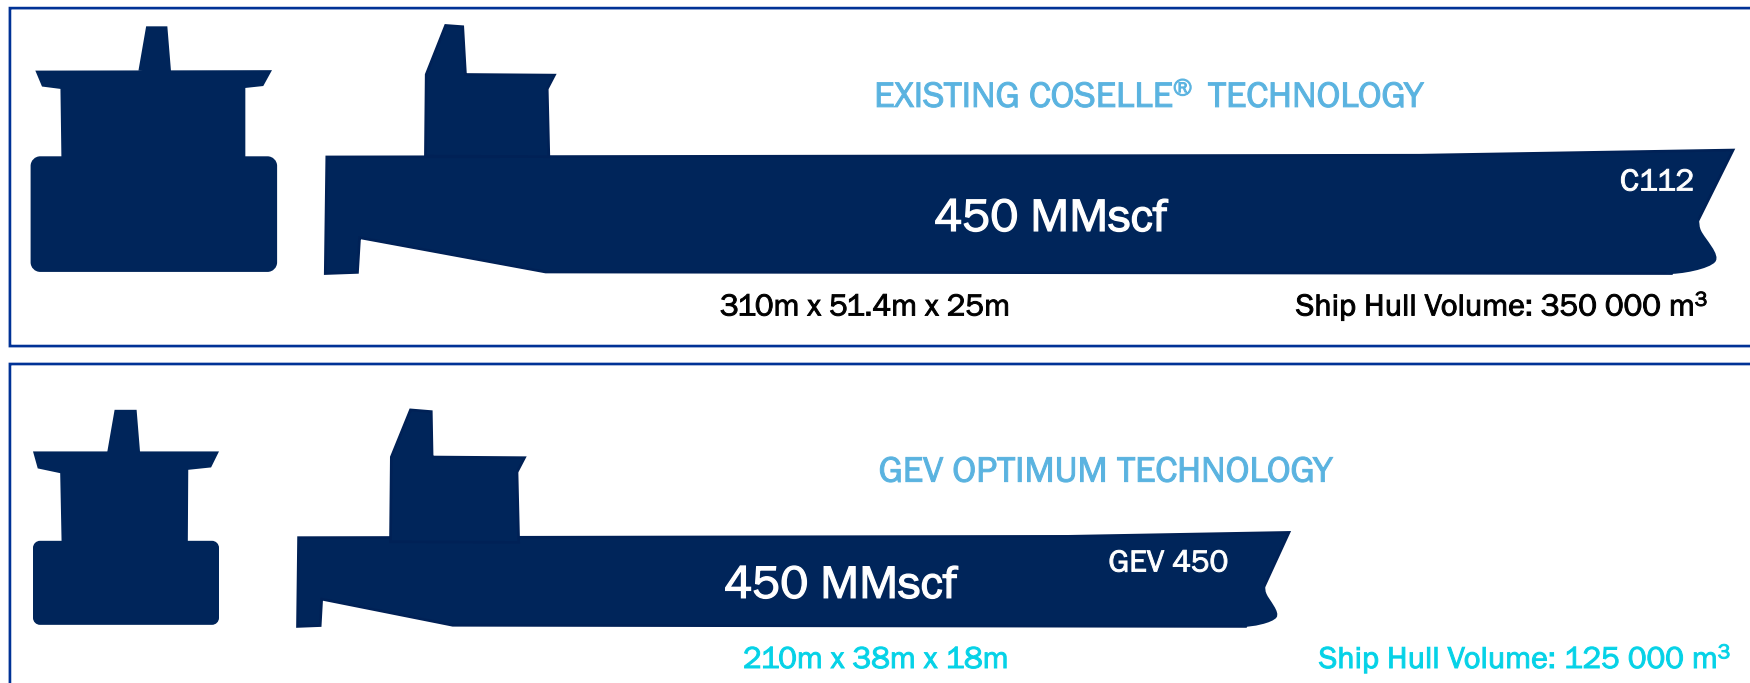 EXISTING COSELLE® TECHNOLOGY
C112
450 MMscf
310m x 51.4m x 25m
Ship Hull Volume: 350 000 m³
GEV OPTIMUM TECHNOLOGY
GEV 450
450 MMscf
210m x 38m x 18m
Ship Hull Volume: 125 000 m³